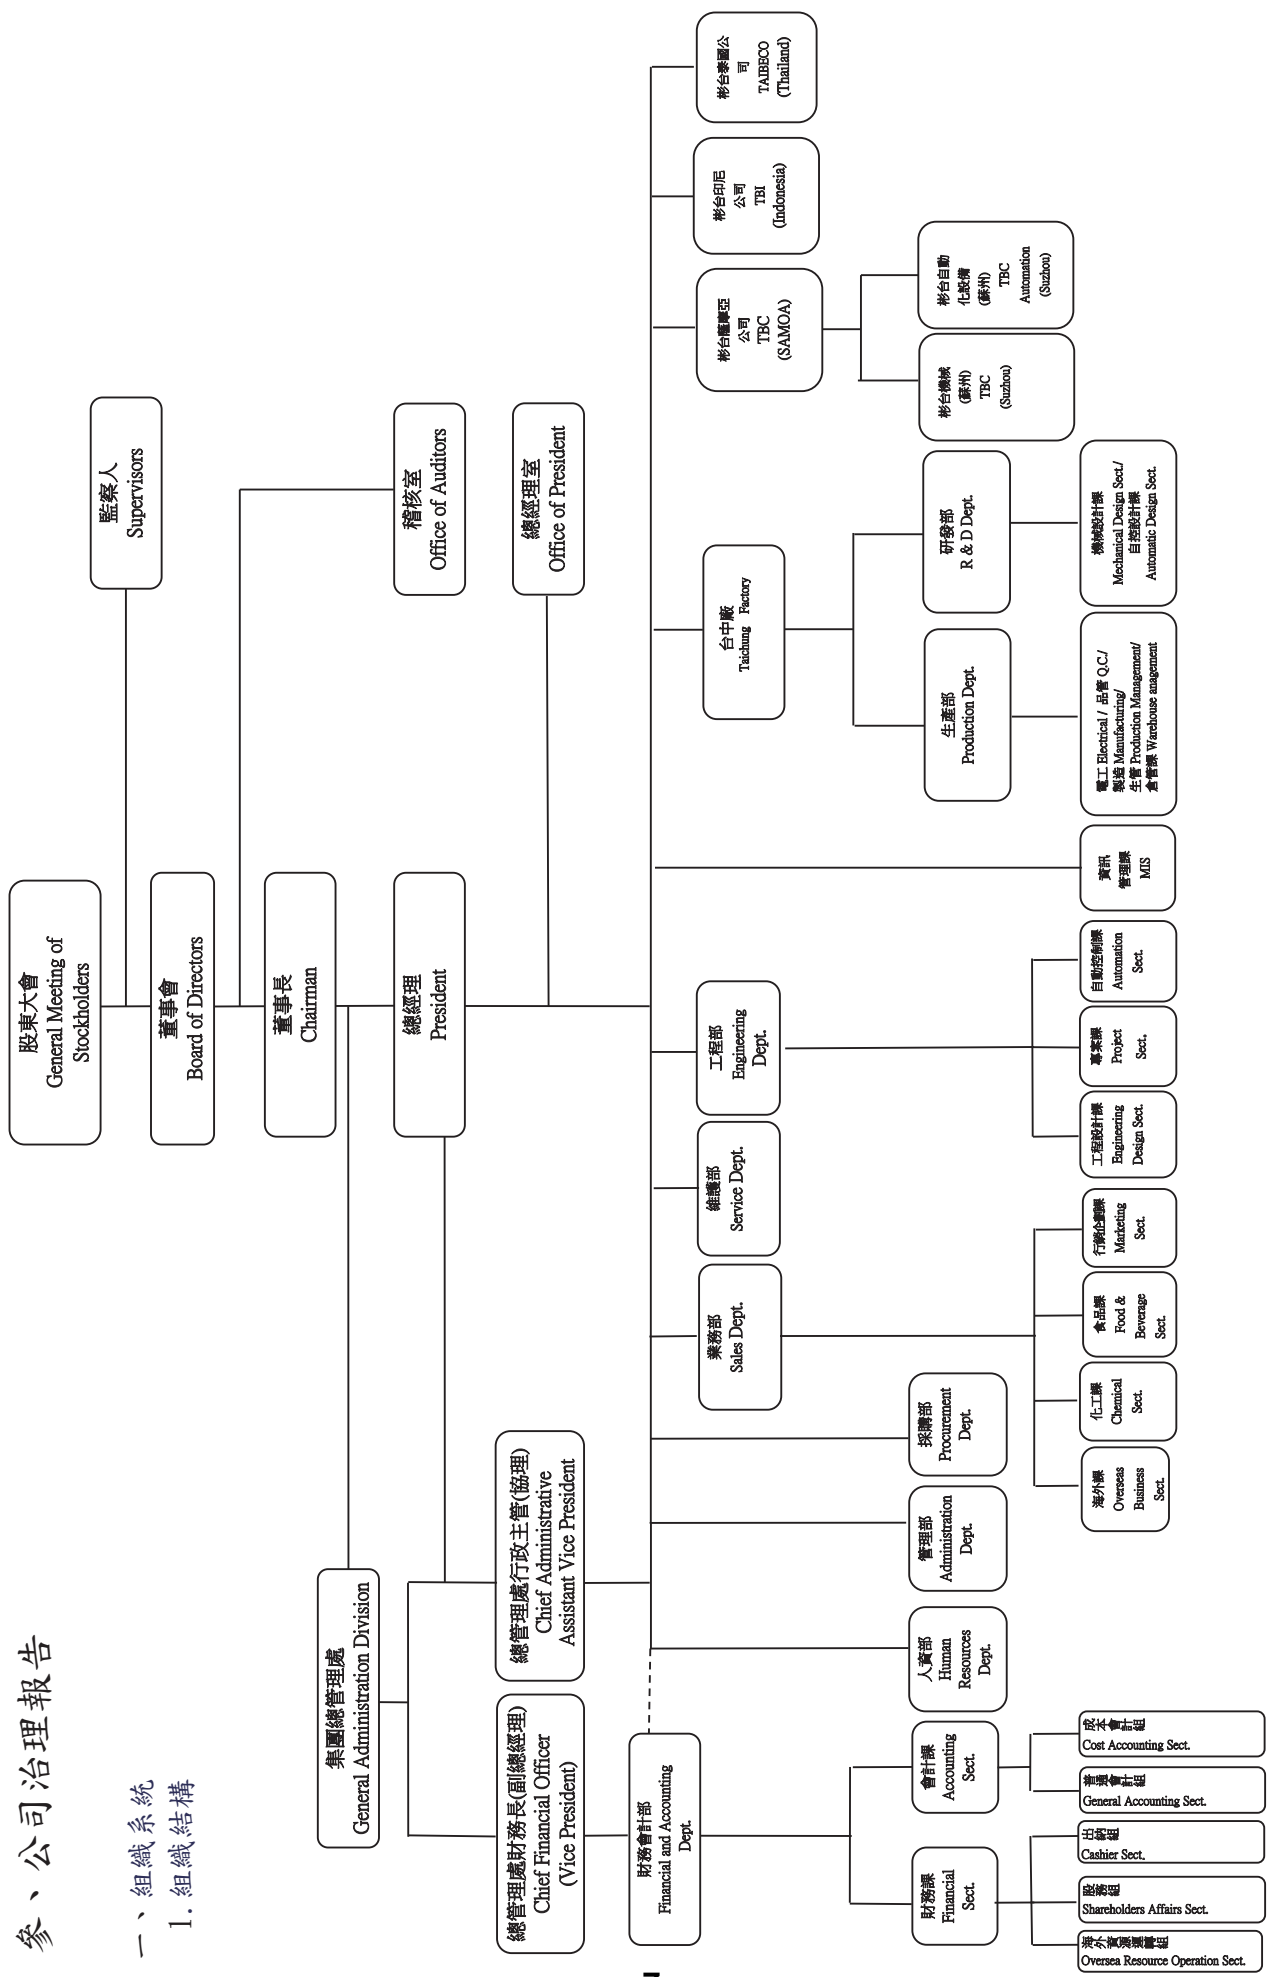 參、公司治理報告
一、組織系統
1. 組織結構
股東大會
General Meeting of
Stockholders
監察人
Supervisors
董事會
Board of Directors
董事長
Chairman
稽核室
Office of Auditors
總經理
President
總經理室
Office of President
集團總管理處
General Administration Division
總管理處財務長(副總經理)
Chief Financial Officer
(Vice President)
總管理處行政主管(協理)
Chief Administrative
Assistant Vice President
財務會計部
Financial and Accounting
Dept.
業務部
Sales Dept.
維護部
Service Dept.
工程部
Engineering
Dept.
台中廠
Taichung Factory
彬台薩摩亞
公司
TBC
(SAMOA)
彬台印尼
公司
TBI
(Indonesia)
彬台泰國公
司
TAIBECO
(Thailand)
財務課
Financial
Sect.
會計課
Accounting
Sect.
人資部
Human
Resources
Dept.
管理部
Administration
Dept.
採購部
Procurement
Dept.
生產部
Production Dept.
研發部
R & D Dept.
彬台機械
(蘇州)
TBC
(Suzhou)
彬台自動
化設備
(蘇州)
TBC
Automation
(Suzhou)
海外資源運轉組
Oversea Resource Operation Sect.
股務組
Shareholders Affairs Sect.
出納組
Cashier Sect.
普通會計組
General Accounting Sect.
成本會計組
Cost Accounting Sect.
海外課
Overseas
Business
Sect.
化工課
Chemical
Sect.
食品課
Food &
Beverage
Sect.
行銷企劃課
Marketing
Sect.
工程設計課
Engineering
Design Sect.
專案課
Project
Sect.
自動控制課
Automation
Sect.
資訊
管理課
MIS
電工 Electrical / 品管 Q.C./
製造 Manufacturing/
生管 Production Management/
倉管課 Warehouse anagement
機械設計課
Mechanical Design Sect./
自控設計課
Automatic Design Sect.